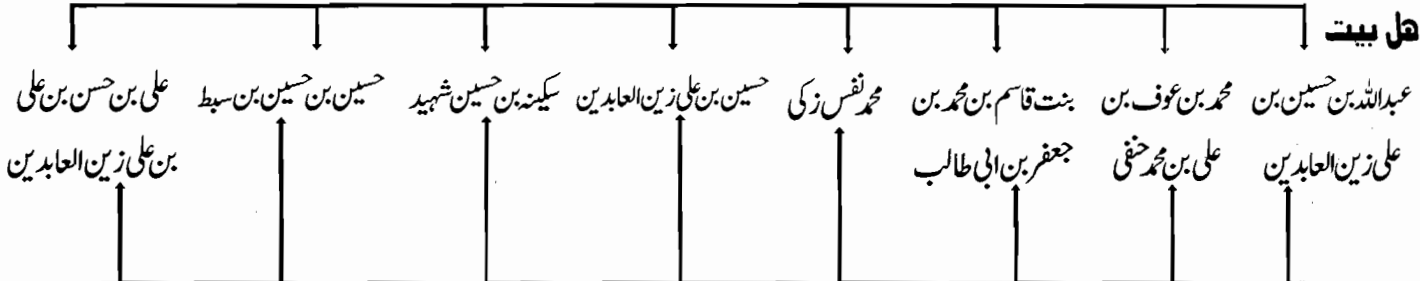 هل بیت
عبداللہ بن حسین بن علی زین العابدین
محمد بن عوف بن علی بن محمد حنفی
بنت قاسم بن محمد بن جعفر بن ابی طالب
محمد نفس زکی
حسین بن علی زین العابدین
سکینہ بن حسین شہید
حسین بن حسین بن سبط
علی بن حسن بن علی بن علی زین العابدین